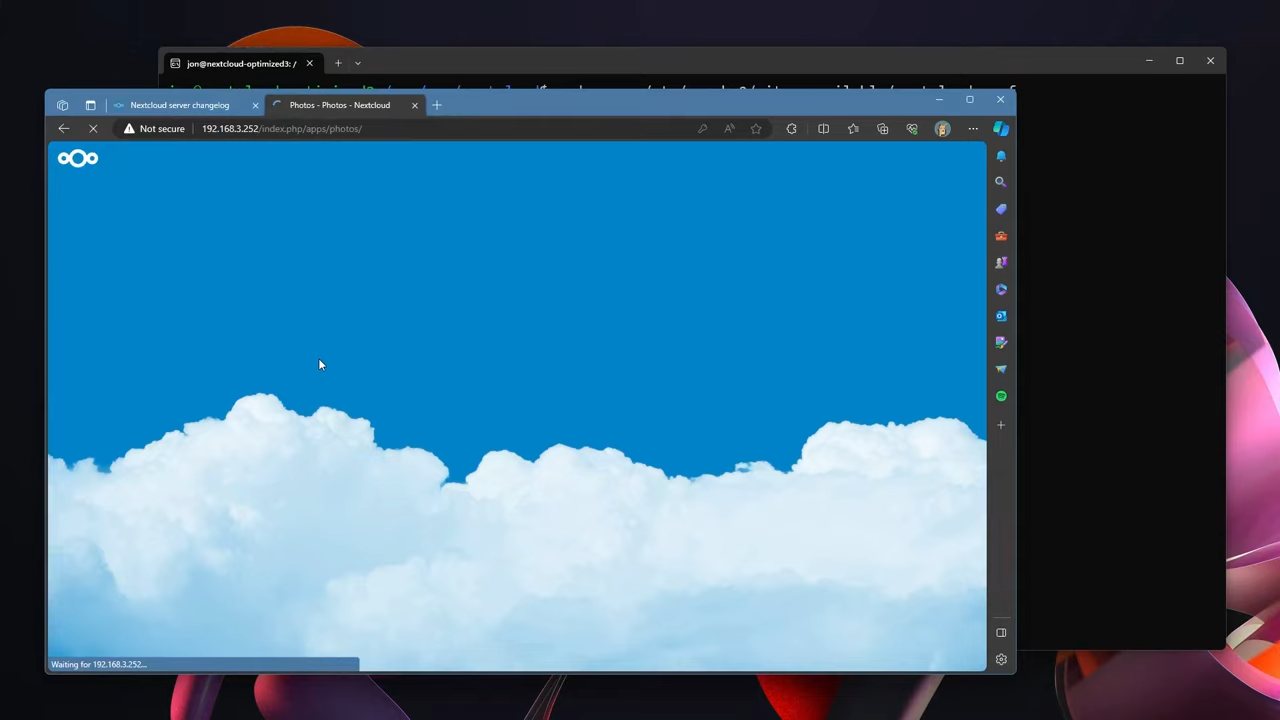 jon@nextcloud-optimized3: /
Nextcloud server changelog
Photos - Photos - Nextcloud
Not secure
192.168.3.252/index.php/apps/photos/
Waiting for 192.168.3.252...